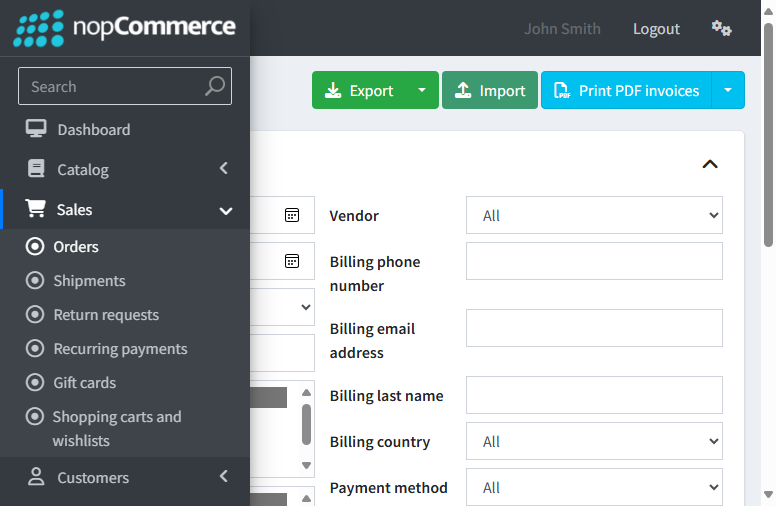 nopCommerce
John Smith
Logout
Search
Dashboard
Catalog
Sales
Orders
Shipments
Return requests
Recurring payments
Gift cards
Shopping carts and
wishlists
Customers
Export
Import
PDF
Print PDF invoices
Vendor
All
Billing phone
number
Billing email
address
Billing last name
Billing country
All
Payment method
All